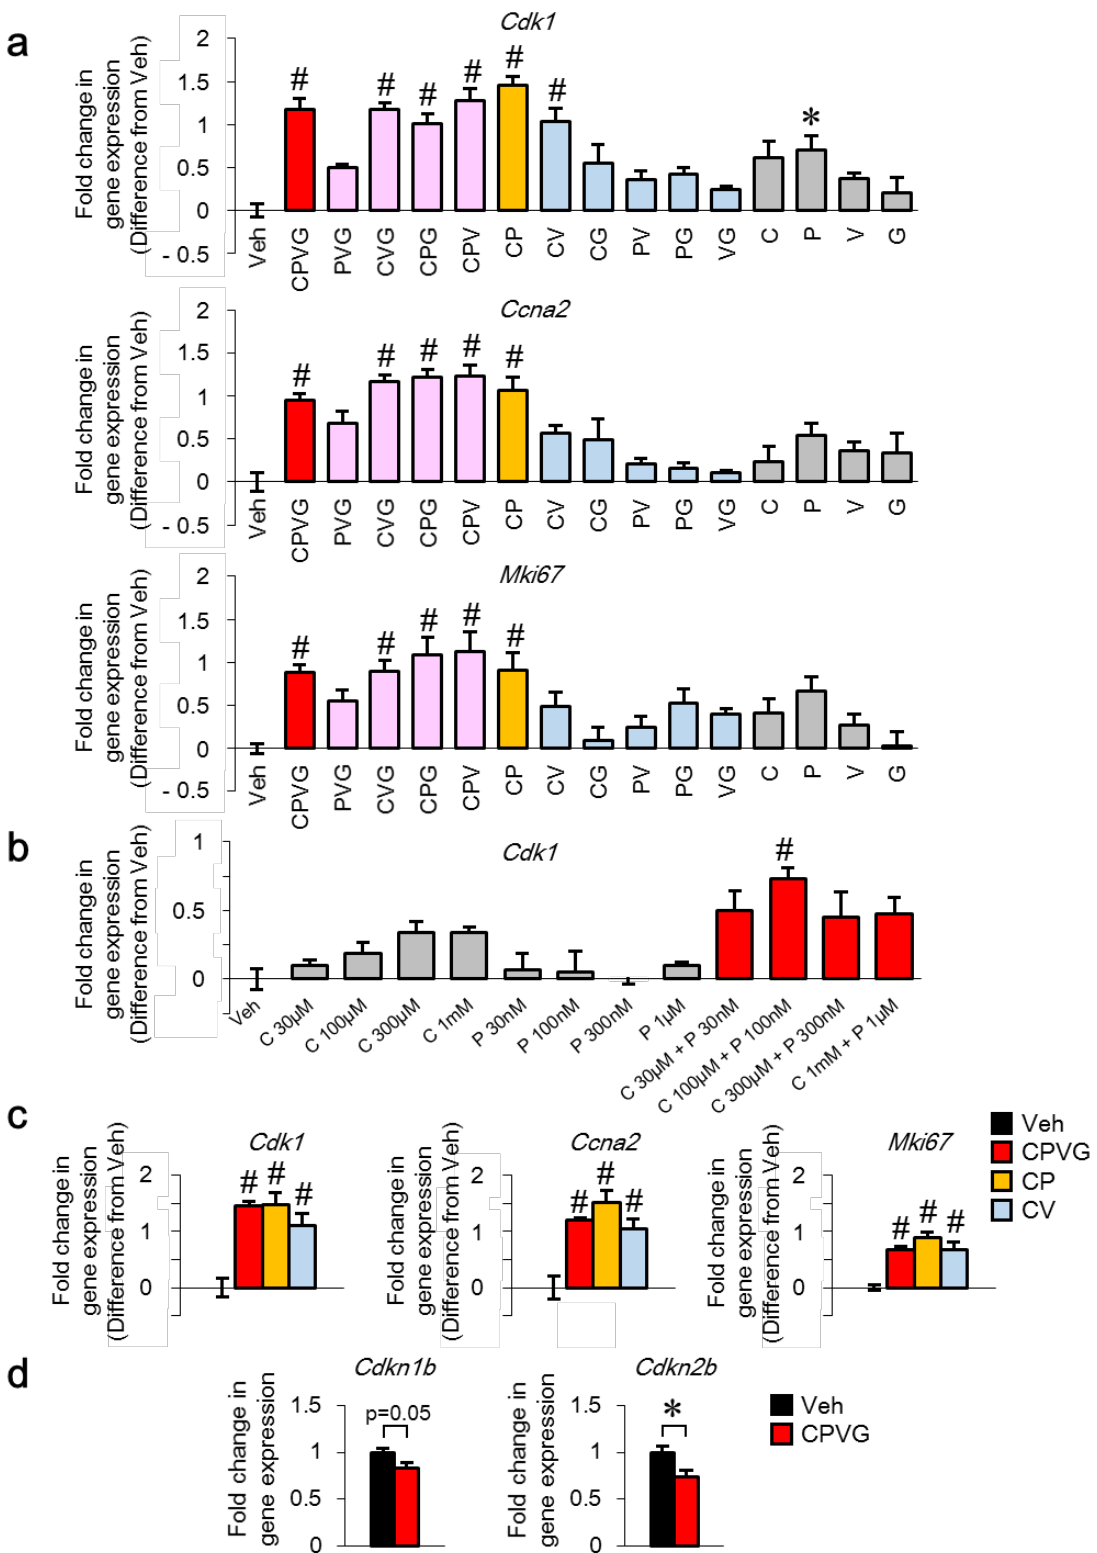 a
Cdk1
Fold change in
gene expression
(Difference from Veh)
2
1.5
1
0.5
0
- 0.5
# # # # # # *
Veh CPVG PVG CVG CPG CPV CP CV CG PV PG VG C P V G
Ccna2
Fold change in
gene expression
(Difference from Veh)
2
1.5
1
0.5
0
- 0.5
# # # # #
Veh CPVG PVG CVG CPG CPV CP CV CG PV PG VG C P V G
Mki67
Fold change in
gene expression
(Difference from Veh)
2
1.5
1
0.5
0
- 0.5
# # # # #
Veh CPVG PVG CVG CPG CPV CP CV CG PV PG VG C P V G
b
Cdk1
Fold change in
gene expression
(Difference from Veh)
1
0.5
0
#
Veh
C 30µM
C 100µM
C 300µM
C 1mM
P 30nM
P 100nM
P 300nM
P 1µM
C 30µM + P 30nM
C 100µM + P 100nM
C 300µM + P 300nM
C 1mM + P 1µM
c
Cdk1
Fold change in
gene expression
(Difference from Veh)
2
1
0
# # #
Ccna2
Fold change in
gene expression
(Difference from Veh)
2
1
0
# # #
Mki67
Fold change in
gene expression
(Difference from Veh)
2
1
0
# # #
Veh
CPVG
CP
CV
d
Cdkn1b
Fold change in
gene expression
1.5
1
0.5
0
p=0.05
Cdkn2b
Fold change in
gene expression
1.5
1
0.5
0
*
Veh
CPVG